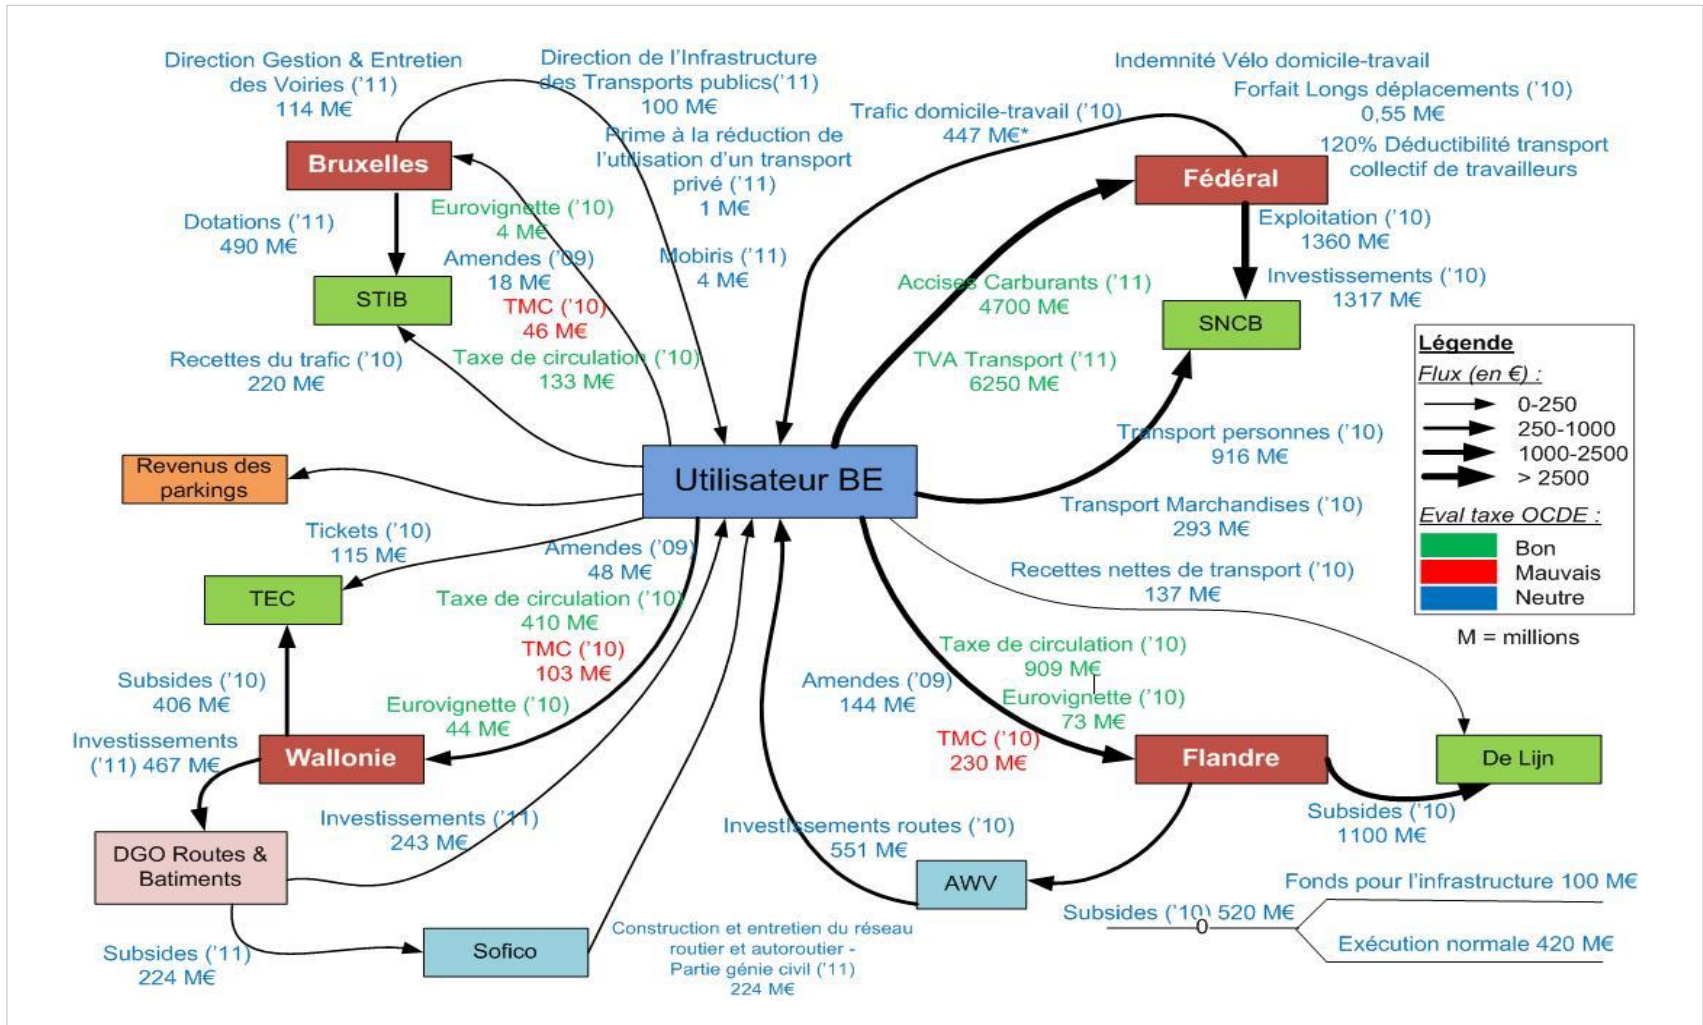 Direction Gestion & Entretien
des Voiries ('11)
114 M€
Direction de l'Infrastructure
des Transports publics('11)
100 M€
Prime à la réduction de
l'utilisation d'un transport
privé ('11)
1 M€
Mobiris ('11)
4 M€
Trafic domicile-travail ('10)
447 M€*
Indemnité Vélo domicile-travail
Forfait Longs déplacements ('10)
0,55 M€
120% Déductibilité transport
collectif de travailleurs
Bruxelles
Fédéral
Dotations ('11)
490 M€
Eurovignette ('10)
4 M€
Amendes ('09)
18 M€
TMC ('10)
46 M€
Taxe de circulation ('10)
133 M€
STIB
Recettes du trafic ('10)
220 M€
Accises Carburants ('11)
4700 M€
TVA Transport ('11)
6250 M€
Exploitation ('10)
1360 M€
Investissements ('10)
1317 M€
SNCB
Légende
Flux (en €) :
0-250
250-1000
1000-2500
> 2500
Eval taxe OCDE :
Bon
Mauvais
Neutre
M = millions
Transport personnes ('10)
916 M€
Transport Marchandises ('10)
293 M€
Recettes nettes de transport ('10)
137 M€
Revenus des
parkings
Utilisateur BE
Tickets ('10)
115 M€
TEC
Amendes ('09)
48 M€
Taxe de circulation ('10)
410 M€
TMC ('10)
103 M€
Eurovignette ('10)
44 M€
Subsides ('10)
406 M€
Investissements
('11) 467 M€
Wallonie
Taxe de circulation ('10)
909 M€
Eurovignette ('10)
73 M€
Amendes ('09)
144 M€
TMC ('10)
230 M€
Flandre
De Lijn
Subsides ('10)
1100 M€
Investissements ('11)
243 M€
DGO Routes &
Batiments
Subsides ('11)
224 M€
Sofico
Construction et entretien du réseau
routier et autoroutier -
Partie génie civil ('11)
224 M€
Investissements routes ('10)
551 M€
AWV
Subsides ('10) 520 M€
0
Fonds pour l'infrastructure 100 M€
Exécution normale 420 M€